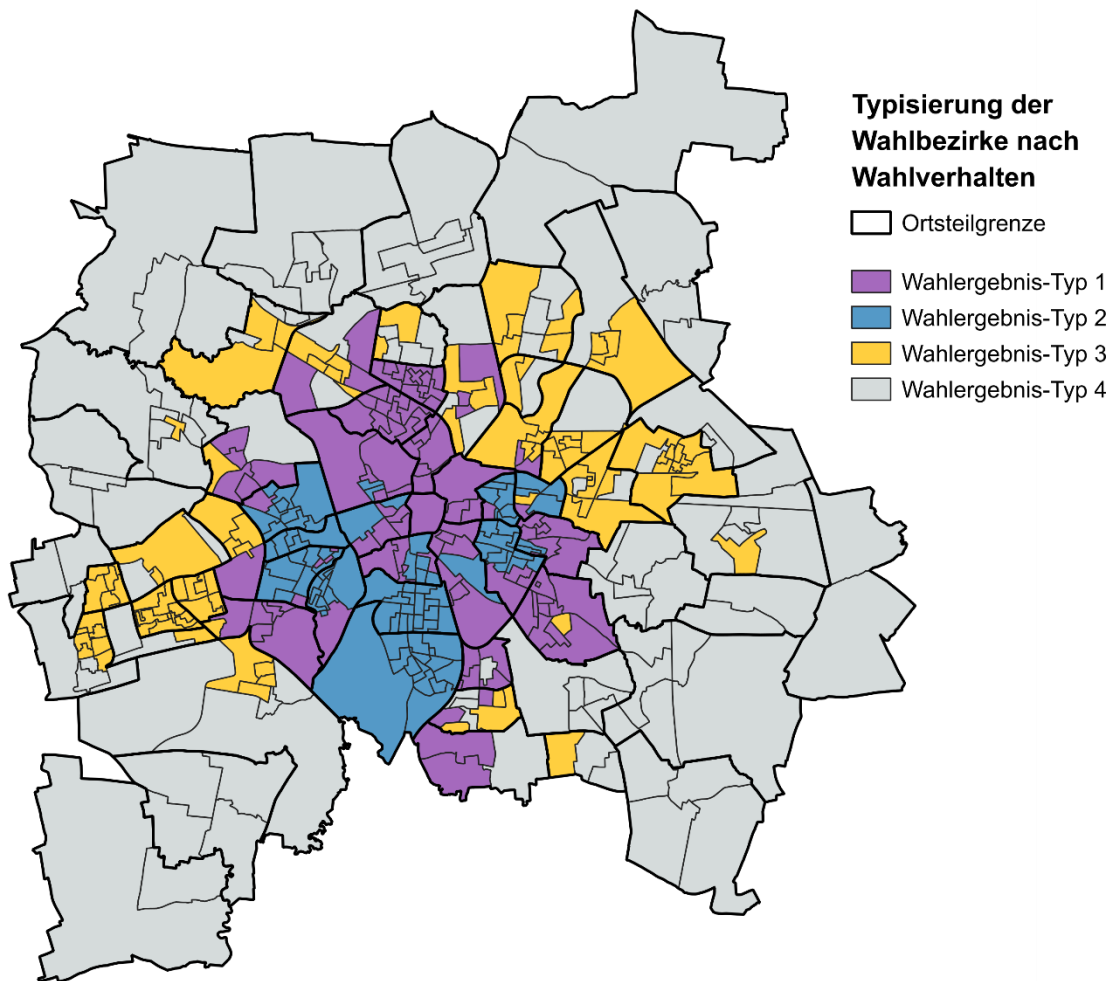 Typisierung der
Wahlbezirke nach
Wahlverhalten
Ortsteilgrenze
Wahlergebnis-Typ 1
Wahlergebnis-Typ 2
Wahlergebnis-Typ 3
Wahlergebnis-Typ 4